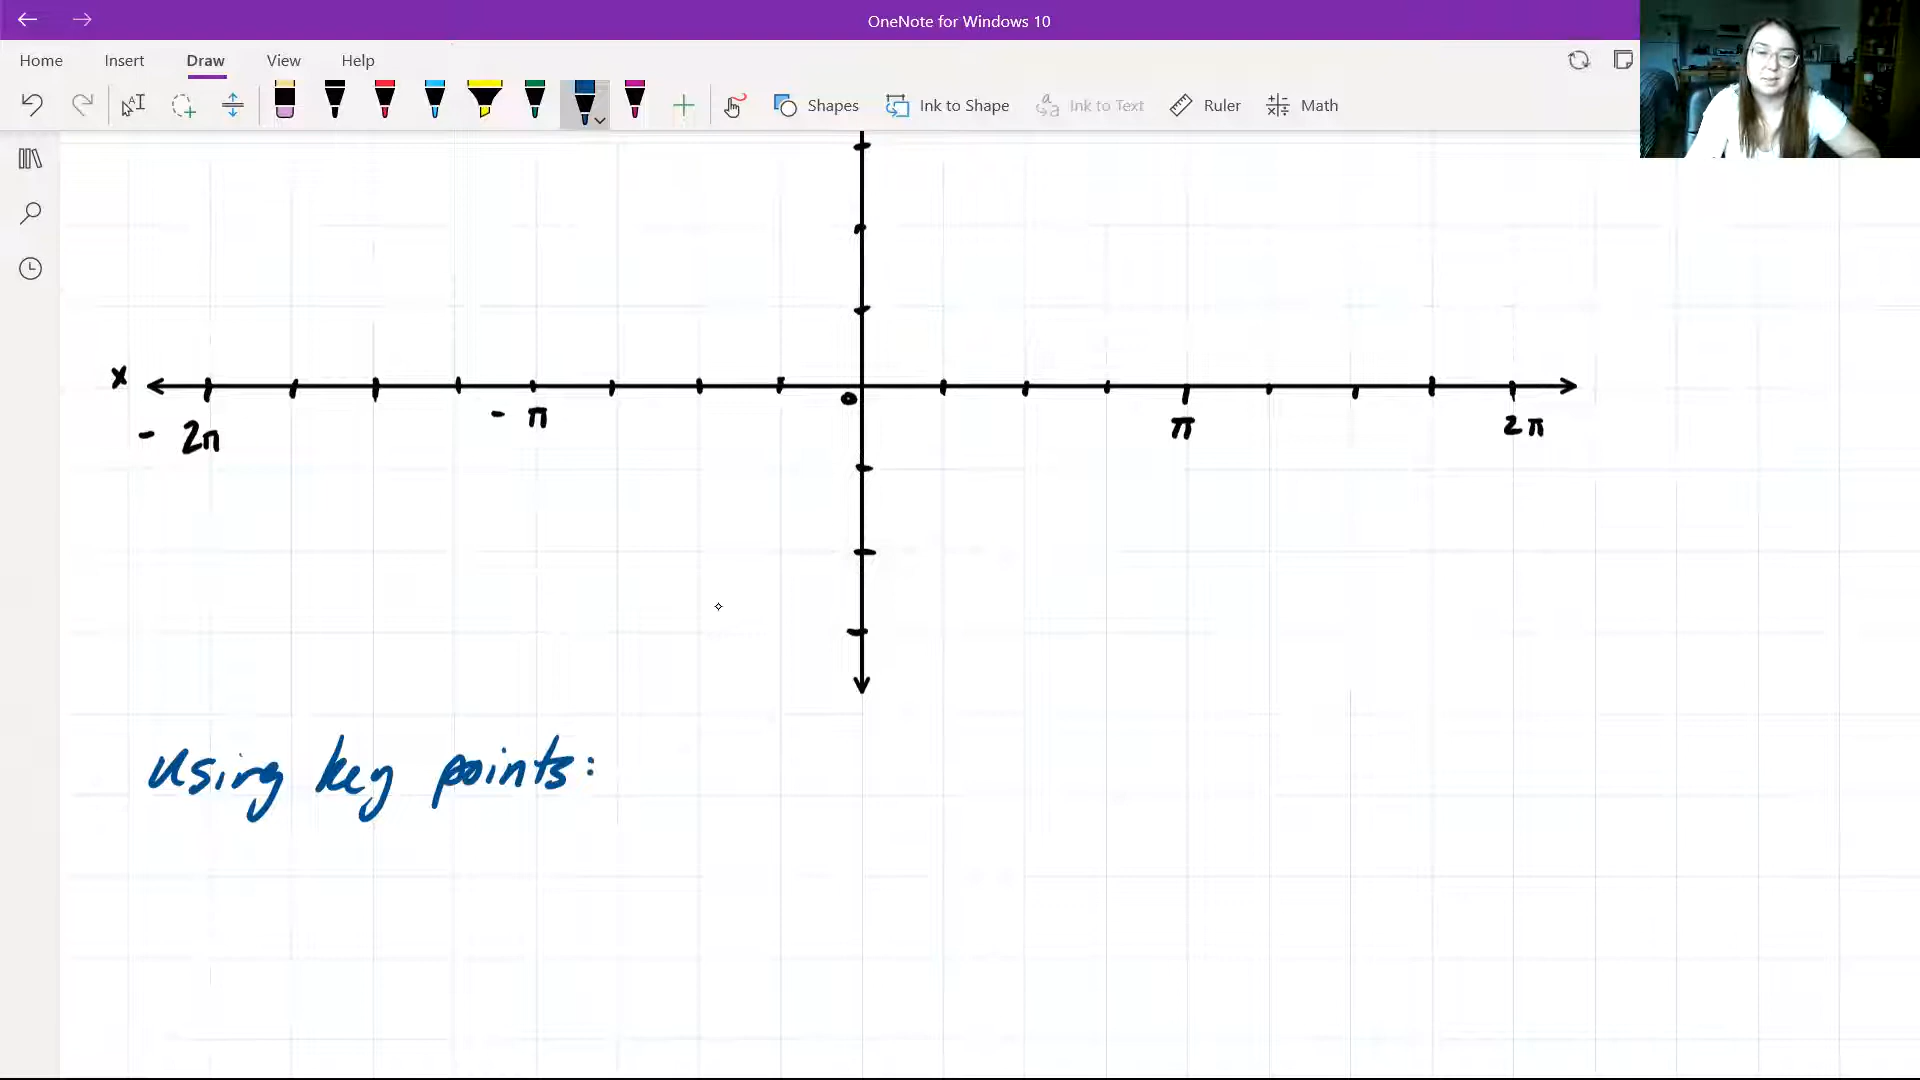 OneNote for Windows 10
Home Insert Draw View Help
Shapes Ink to Shape Ink to Text Ruler Math
x
0
- 2π - π π 2π
Using key points: